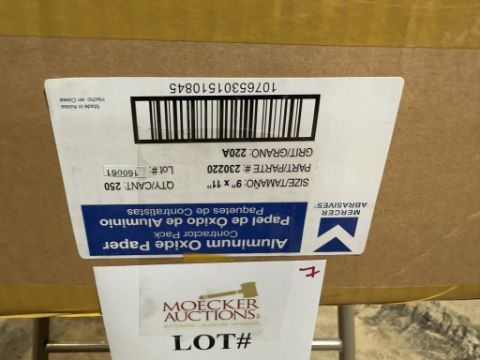 MERCER
ABRASIVES
Aluminum Oxide Paper
Contractor Pack
Papel de Óxido de Aluminio
Paquetes de Contratistas
SIZE/TAMAÑO: 9" x 11"
QTY/CANT: 250
PART/PARTE # 230220
Lot#: 160061
GRIT/GRANO: 220A
10765301510845
Made in Korea
Hecho en Corea
MOECKER
AUCTIONS
LOT#